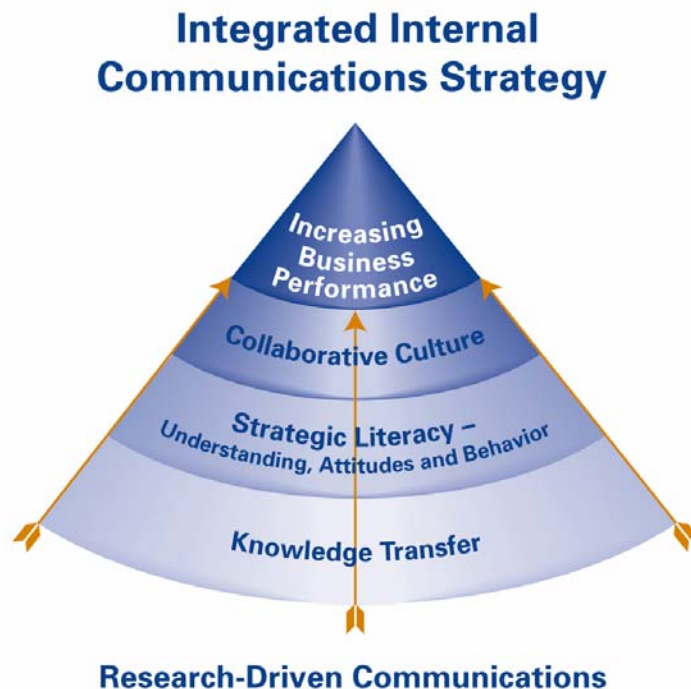 Integrated Internal
Communications Strategy
Increasing
Business
Performance
Collaborative Culture
Strategic Literacy –
Understanding, Attitudes and Behavior
Knowledge Transfer
Research-Driven Communications